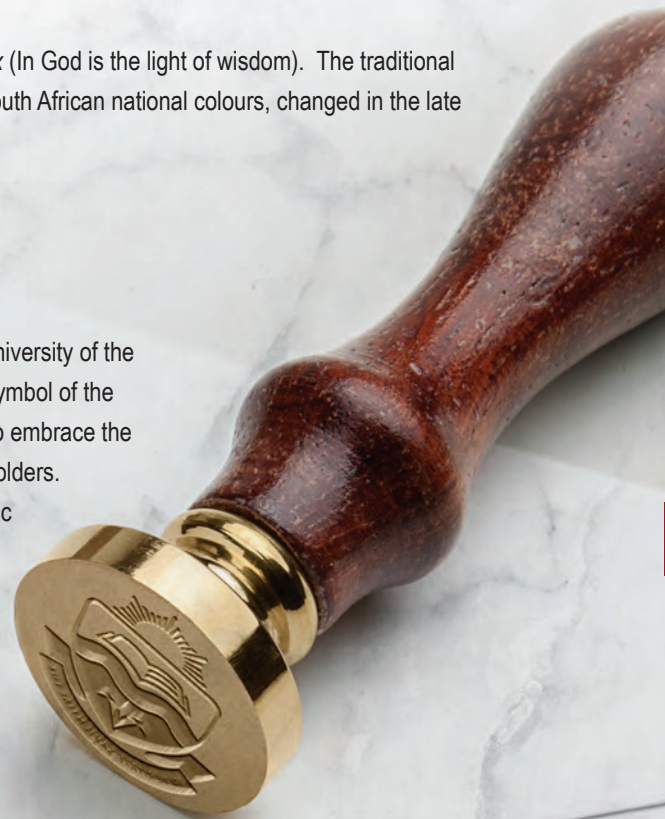 x (In God is the light of wisdom). The traditional
outh African national colours, changed in the late
niversity of the
ymbol of the
o embrace the
olders.
c